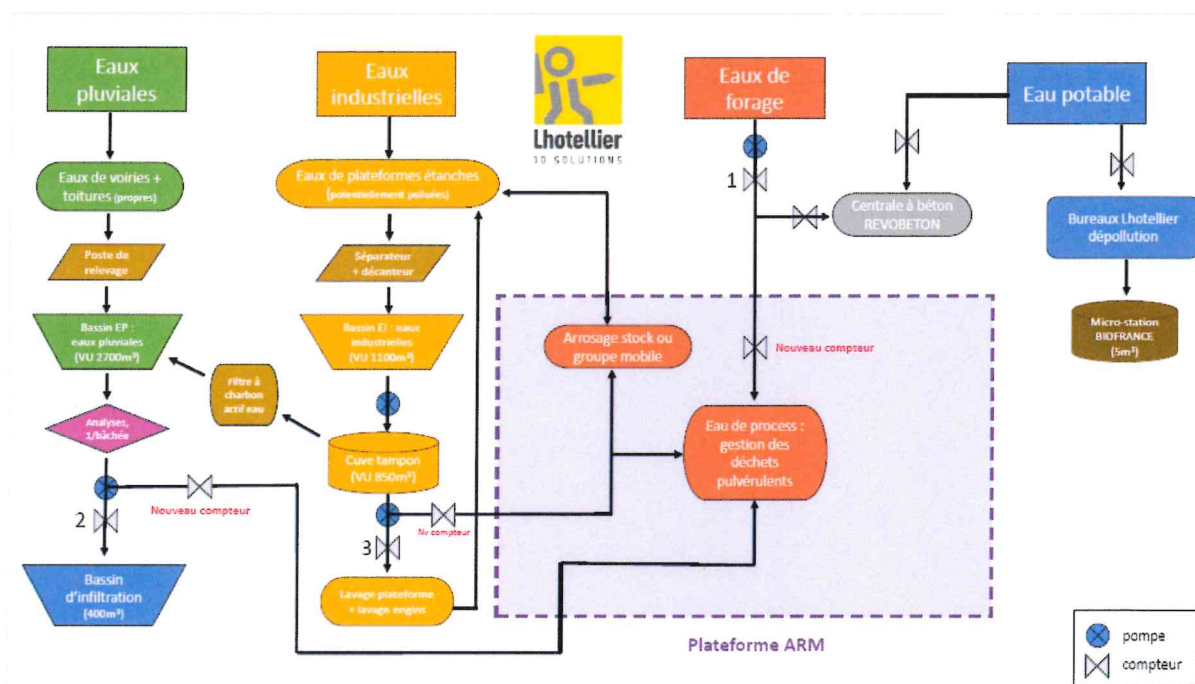 Eaux
pluviales
Eaux de voiries +
toitures (propres)
Poste de
relevage
Bassin EP :
eaux pluviales
(VU 2700m³)
Analyses,
1/bâchée
Nouveau compteur
2
Bassin
d'infiltration
(400m³)
Eaux
industrielles
Eaux de plateformes étanches
(potentiellement polluées)
Séparateur
+ décanteur
Bassin EI : eaux
industrielles
(VU 1100m³)
Filtre à
charbon
actif eau
Cuve tampon
(VU 850m³)
Nv compteur
3
Lavage plateforme
+ lavage engins
Lhotellier
3D SOLUTIONS
Eaux de
forage
1
Centrale à béton
REVOBETON
Arrosage stock ou
groupe mobile
Nouveau compteur
Eau de process :
gestion des
déchets
pulvérulents
Plateforme ARM
Eau potable
Bureaux Lhotellier
dépollution
Micro-station
BIOFRANCE
(5m³)
pompe
compteur